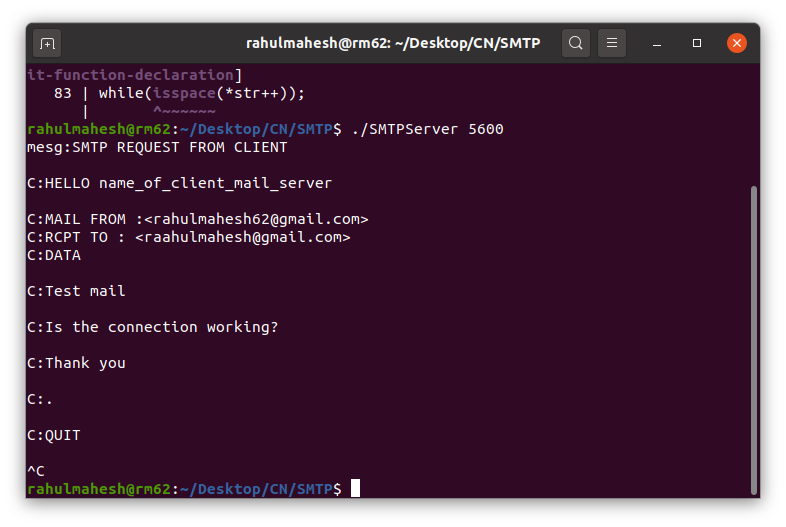 rahulmahesh@rm62: ~/Desktop/CN/SMTP
it-function-declaration]
   83 | while(isspace(*str++));
      |       ^~~~~~~
rahulmahesh@rm62:~/Desktop/CN/SMTP$ ./SMTPServer 5600
mesg:SMTP REQUEST FROM CLIENT
C:HELLO name_of_client_mail_server
C:MAIL FROM :<rahulmahesh62@gmail.com>
C:RCPT TO : <raahulmahesh@gmail.com>
C:DATA
C:Test mail
C:Is the connection working?
C:Thank you
C:.
C:QUIT
^C
rahulmahesh@rm62:~/Desktop/CN/SMTP$